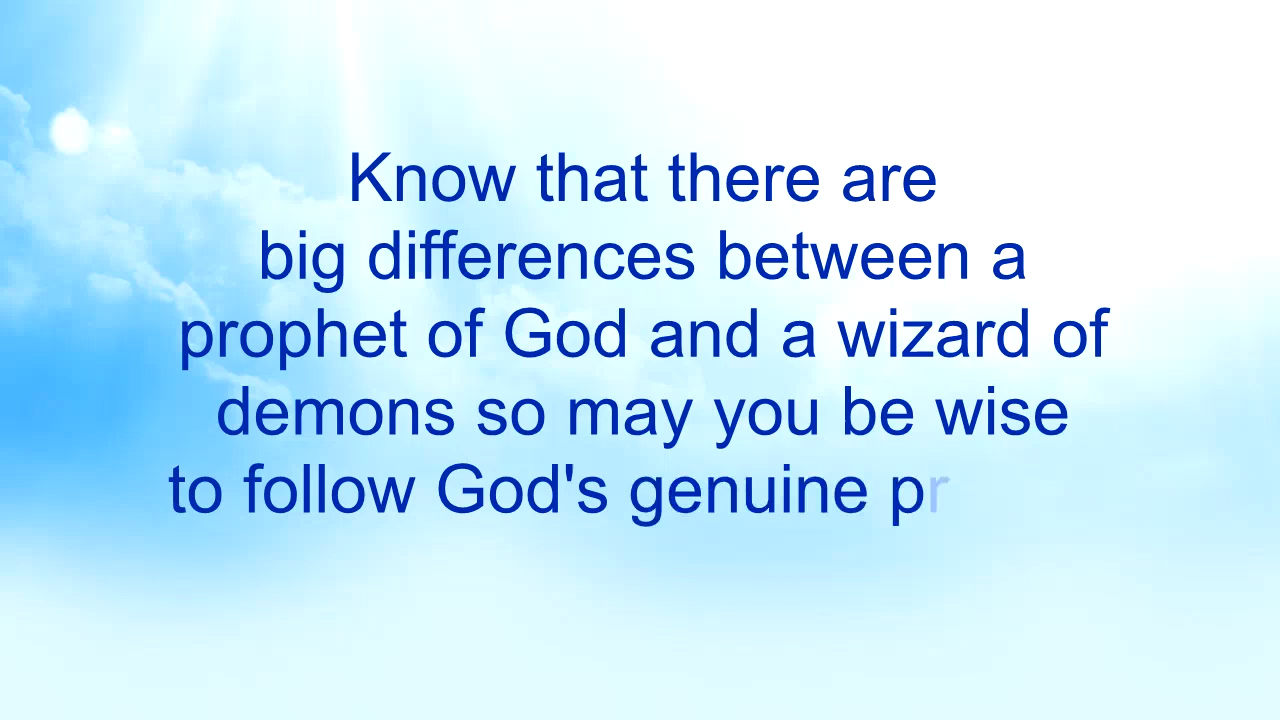 Know that there are
big differences between a
prophet of God and a wizard of
demons so may you be wise
to follow God's genuine pr